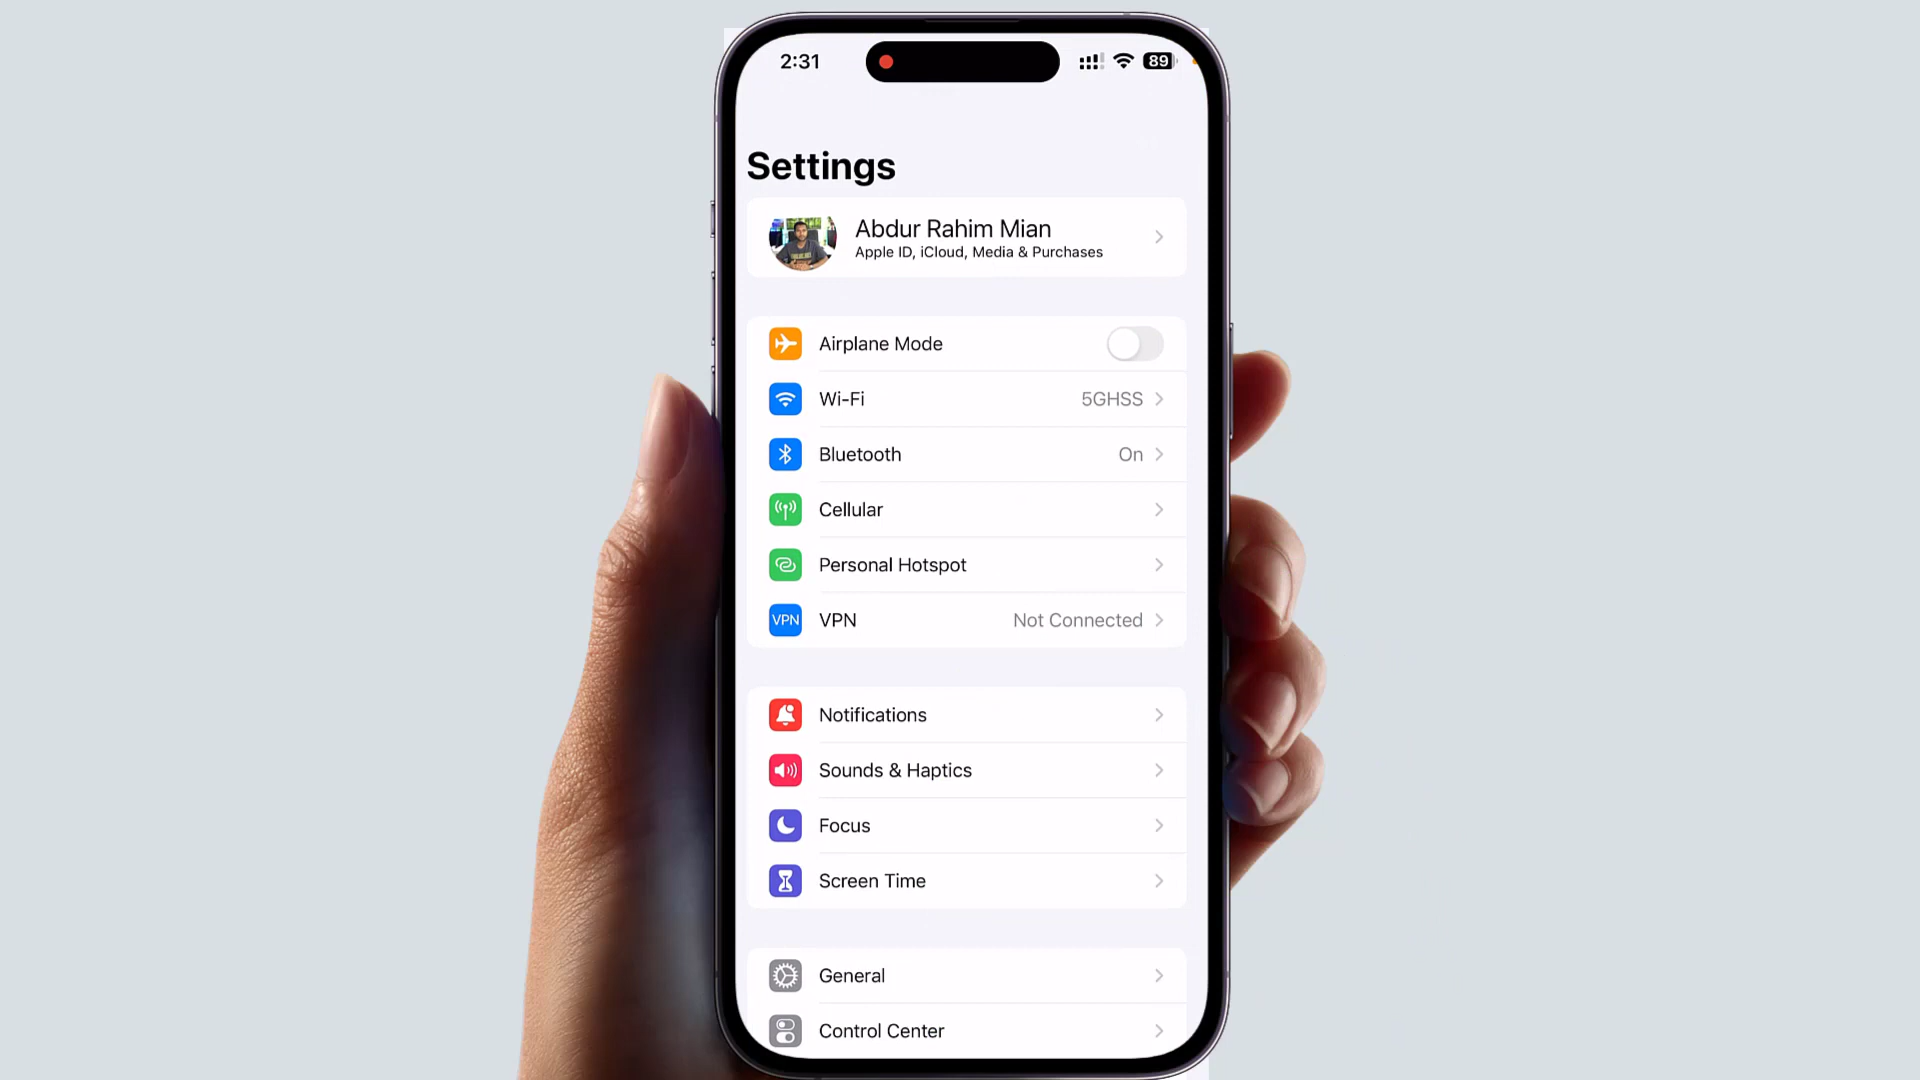 2:31
89
Settings
Abdur Rahim Mian
Apple ID, iCloud, Media & Purchases
Airplane Mode
Wi-Fi 5GHSS
Bluetooth On
Cellular
Personal Hotspot
VPN VPN Not Connected
Notifications
Sounds & Haptics
Focus
Screen Time
General
Control Center